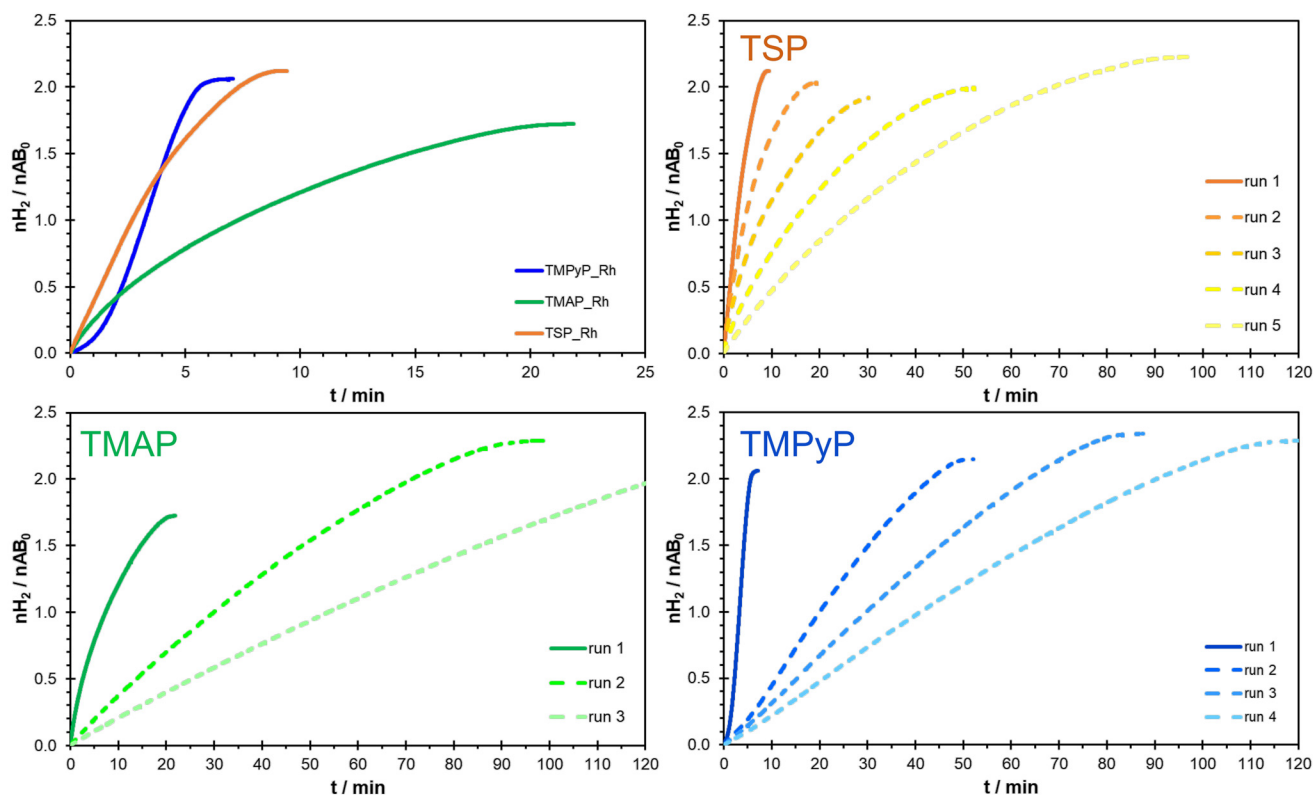 2.5
2.0
1.5
1.0
0.5
0.0
nH₂ / nAB₀
TMPyP_Rh
TMAP_Rh
TSP_Rh
0 5 10 15 20 25
t / min
TSP
2.5
2.0
1.5
1.0
0.5
0.0
nH₂ / nAB₀
run 1
run 2
run 3
run 4
run 5
0 10 20 30 40 50 60 70 80 90 100 110 120
t / min
TMAP
2.5
2.0
1.5
1.0
0.5
0.0
nH₂ / nAB₀
run 1
run 2
run 3
0 10 20 30 40 50 60 70 80 90 100 110 120
t / min
TMPyP
2.5
2.0
1.5
1.0
0.5
0.0
nH₂ / nAB₀
run 1
run 2
run 3
run 4
0 10 20 30 40 50 60 70 80 90 100 110 120
t / min